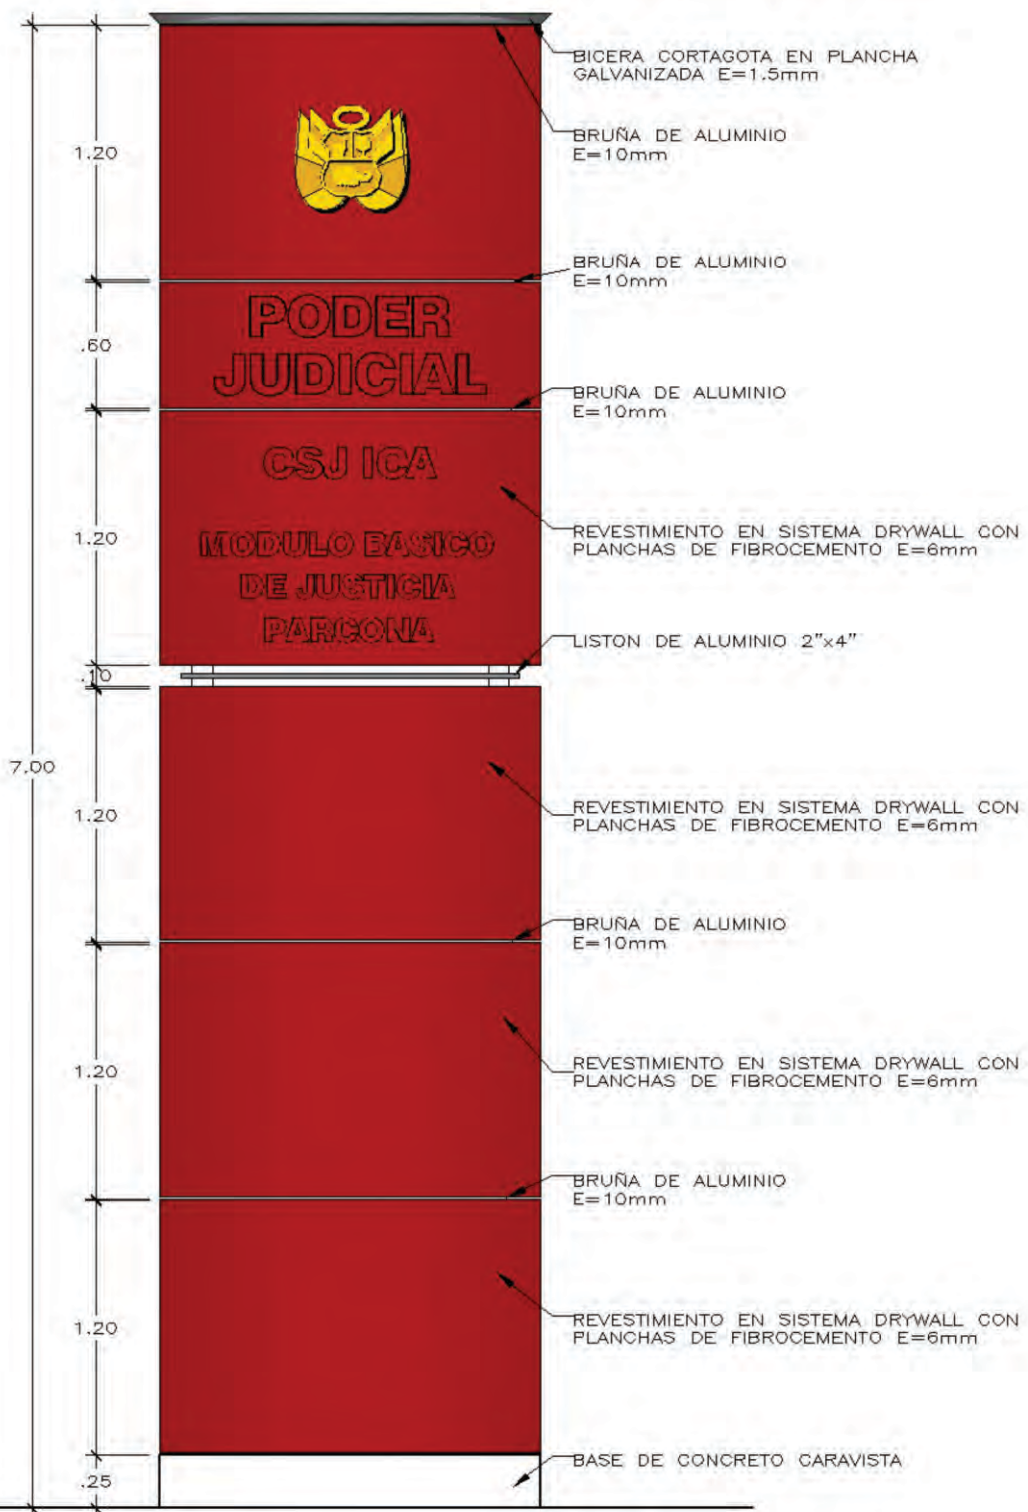 BICERA CORTAGOTA EN PLANCHA
GALVANIZADA E=1.5mm
BRUÑA DE ALUMINIO
E=10mm
1.20
BRUÑA DE ALUMINIO
E=10mm
PODER
JUDICIAL
.60
BRUÑA DE ALUMINIO
E=10mm
CSJ ICA
REVESTIMIENTO EN SISTEMA DRYWALL CON
PLANCHAS DE FIBROCEMENTO E=6mm
1.20
MODULO BASICO
DE JUSTICIA
PARCONA
LISTON DE ALUMINIO 2"x4"
.10
7.00
1.20
REVESTIMIENTO EN SISTEMA DRYWALL CON
PLANCHAS DE FIBROCEMENTO E=6mm
BRUÑA DE ALUMINIO
E=10mm
1.20
REVESTIMIENTO EN SISTEMA DRYWALL CON
PLANCHAS DE FIBROCEMENTO E=6mm
BRUÑA DE ALUMINIO
E=10mm
1.20
REVESTIMIENTO EN SISTEMA DRYWALL CON
PLANCHAS DE FIBROCEMENTO E=6mm
BASE DE CONCRETO CARAVISTA
.25